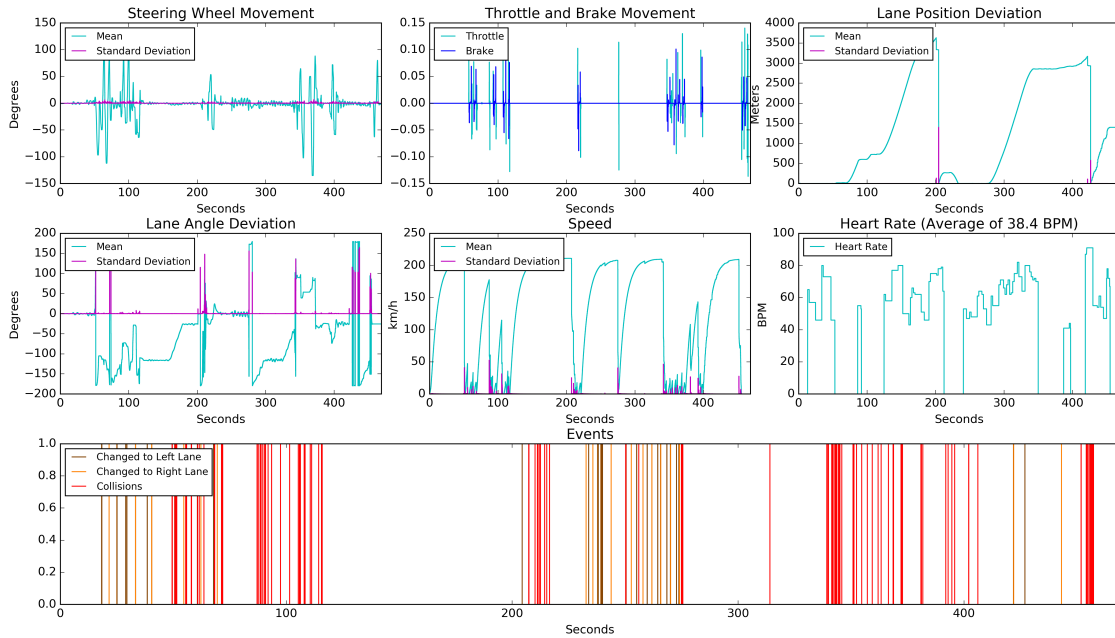 Steering Wheel Movement
150
100
50
0
−50
−100
−150
Degrees
Mean
Standard Deviation
0 100 200 300 400
Seconds
Throttle and Brake Movement
0.15
0.10
0.05
0.00
−0.05
−0.10
−0.15
Throttle
Brake
0 100 200 300 400
Seconds
Lane Position Deviation
4000
3500
3000
2500
2000
1500
1000
500
0
Meters
Mean
Standard Deviation
0 100 200 300 400
Seconds
Lane Angle Deviation
200
150
100
50
0
−50
−100
−150
−200
Degrees
Mean
Standard Deviation
0 100 200 300 400
Seconds
Speed
250
200
150
100
50
0
km/h
Mean
Standard Deviation
0 100 200 300 400
Seconds
Heart Rate (Average of 38.4 BPM)
100
80
60
40
20
0
BPM
Heart Rate
0 100 200 300 400
Seconds
Events
1.0
0.8
0.6
0.4
0.2
0.0
Changed to Left Lane
Changed to Right Lane
Collisions
0 100 200 300 400
Seconds